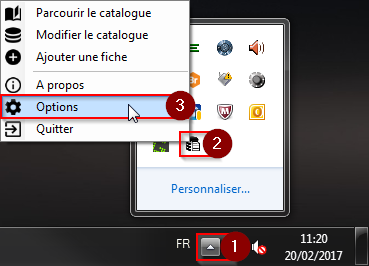 Parcourir le catalogue
Modifier le catalogue
Ajouter une fiche
A propos
Options
Quitter
3
2
Personnaliser...
FR
1
11:20
20/02/2017